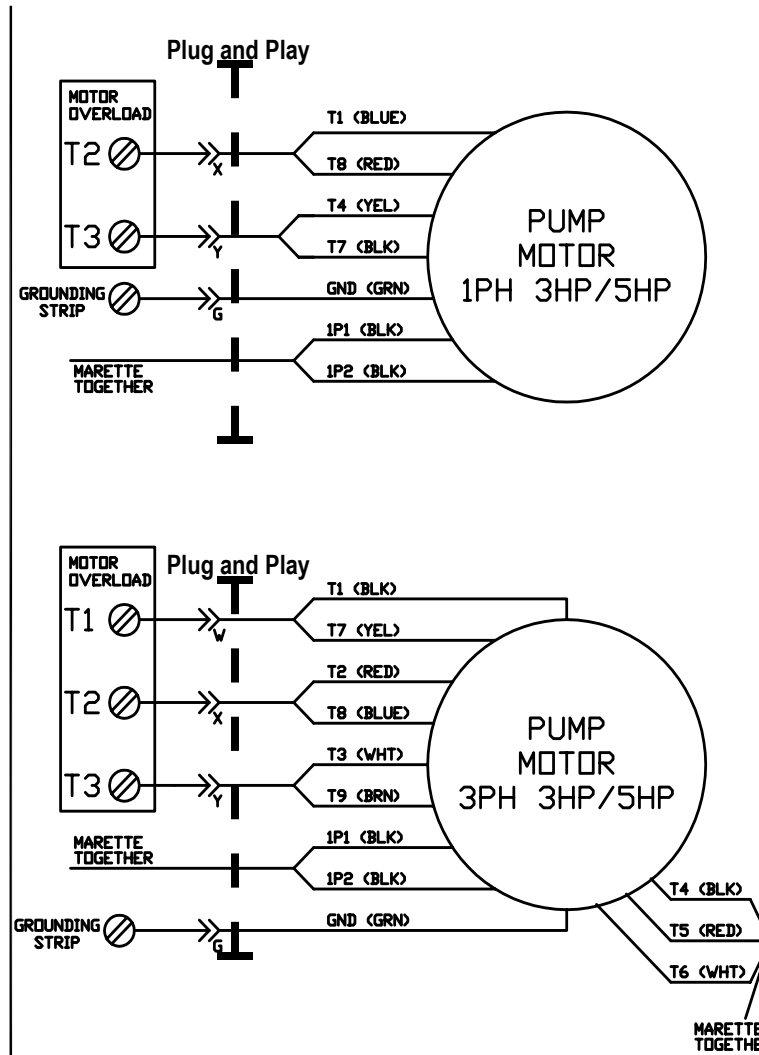 Plug and Play
MOTOR
OVERLOAD
T2
X
T1 (BLUE)
T8 (RED)
T3
Y
T4 (YEL)
T7 (BLK)
GROUNDING
STRIP
G
GND (GRN)
MARETTE
TOGETHER
1P1 (BLK)
1P2 (BLK)
PUMP
MOTOR
1PH 3HP/5HP
Plug and Play
MOTOR
OVERLOAD
T1
W
T1 (BLK)
T7 (YEL)
T2
X
T2 (RED)
T8 (BLUE)
T3
Y
T3 (WHT)
T9 (BRN)
MARETTE
TOGETHER
1P1 (BLK)
1P2 (BLK)
GROUNDING
STRIP
G
GND (GRN)
PUMP
MOTOR
3PH 3HP/5HP
T4 (BLK)
T5 (RED)
T6 (WHT)
MARETTE
TOGETHE